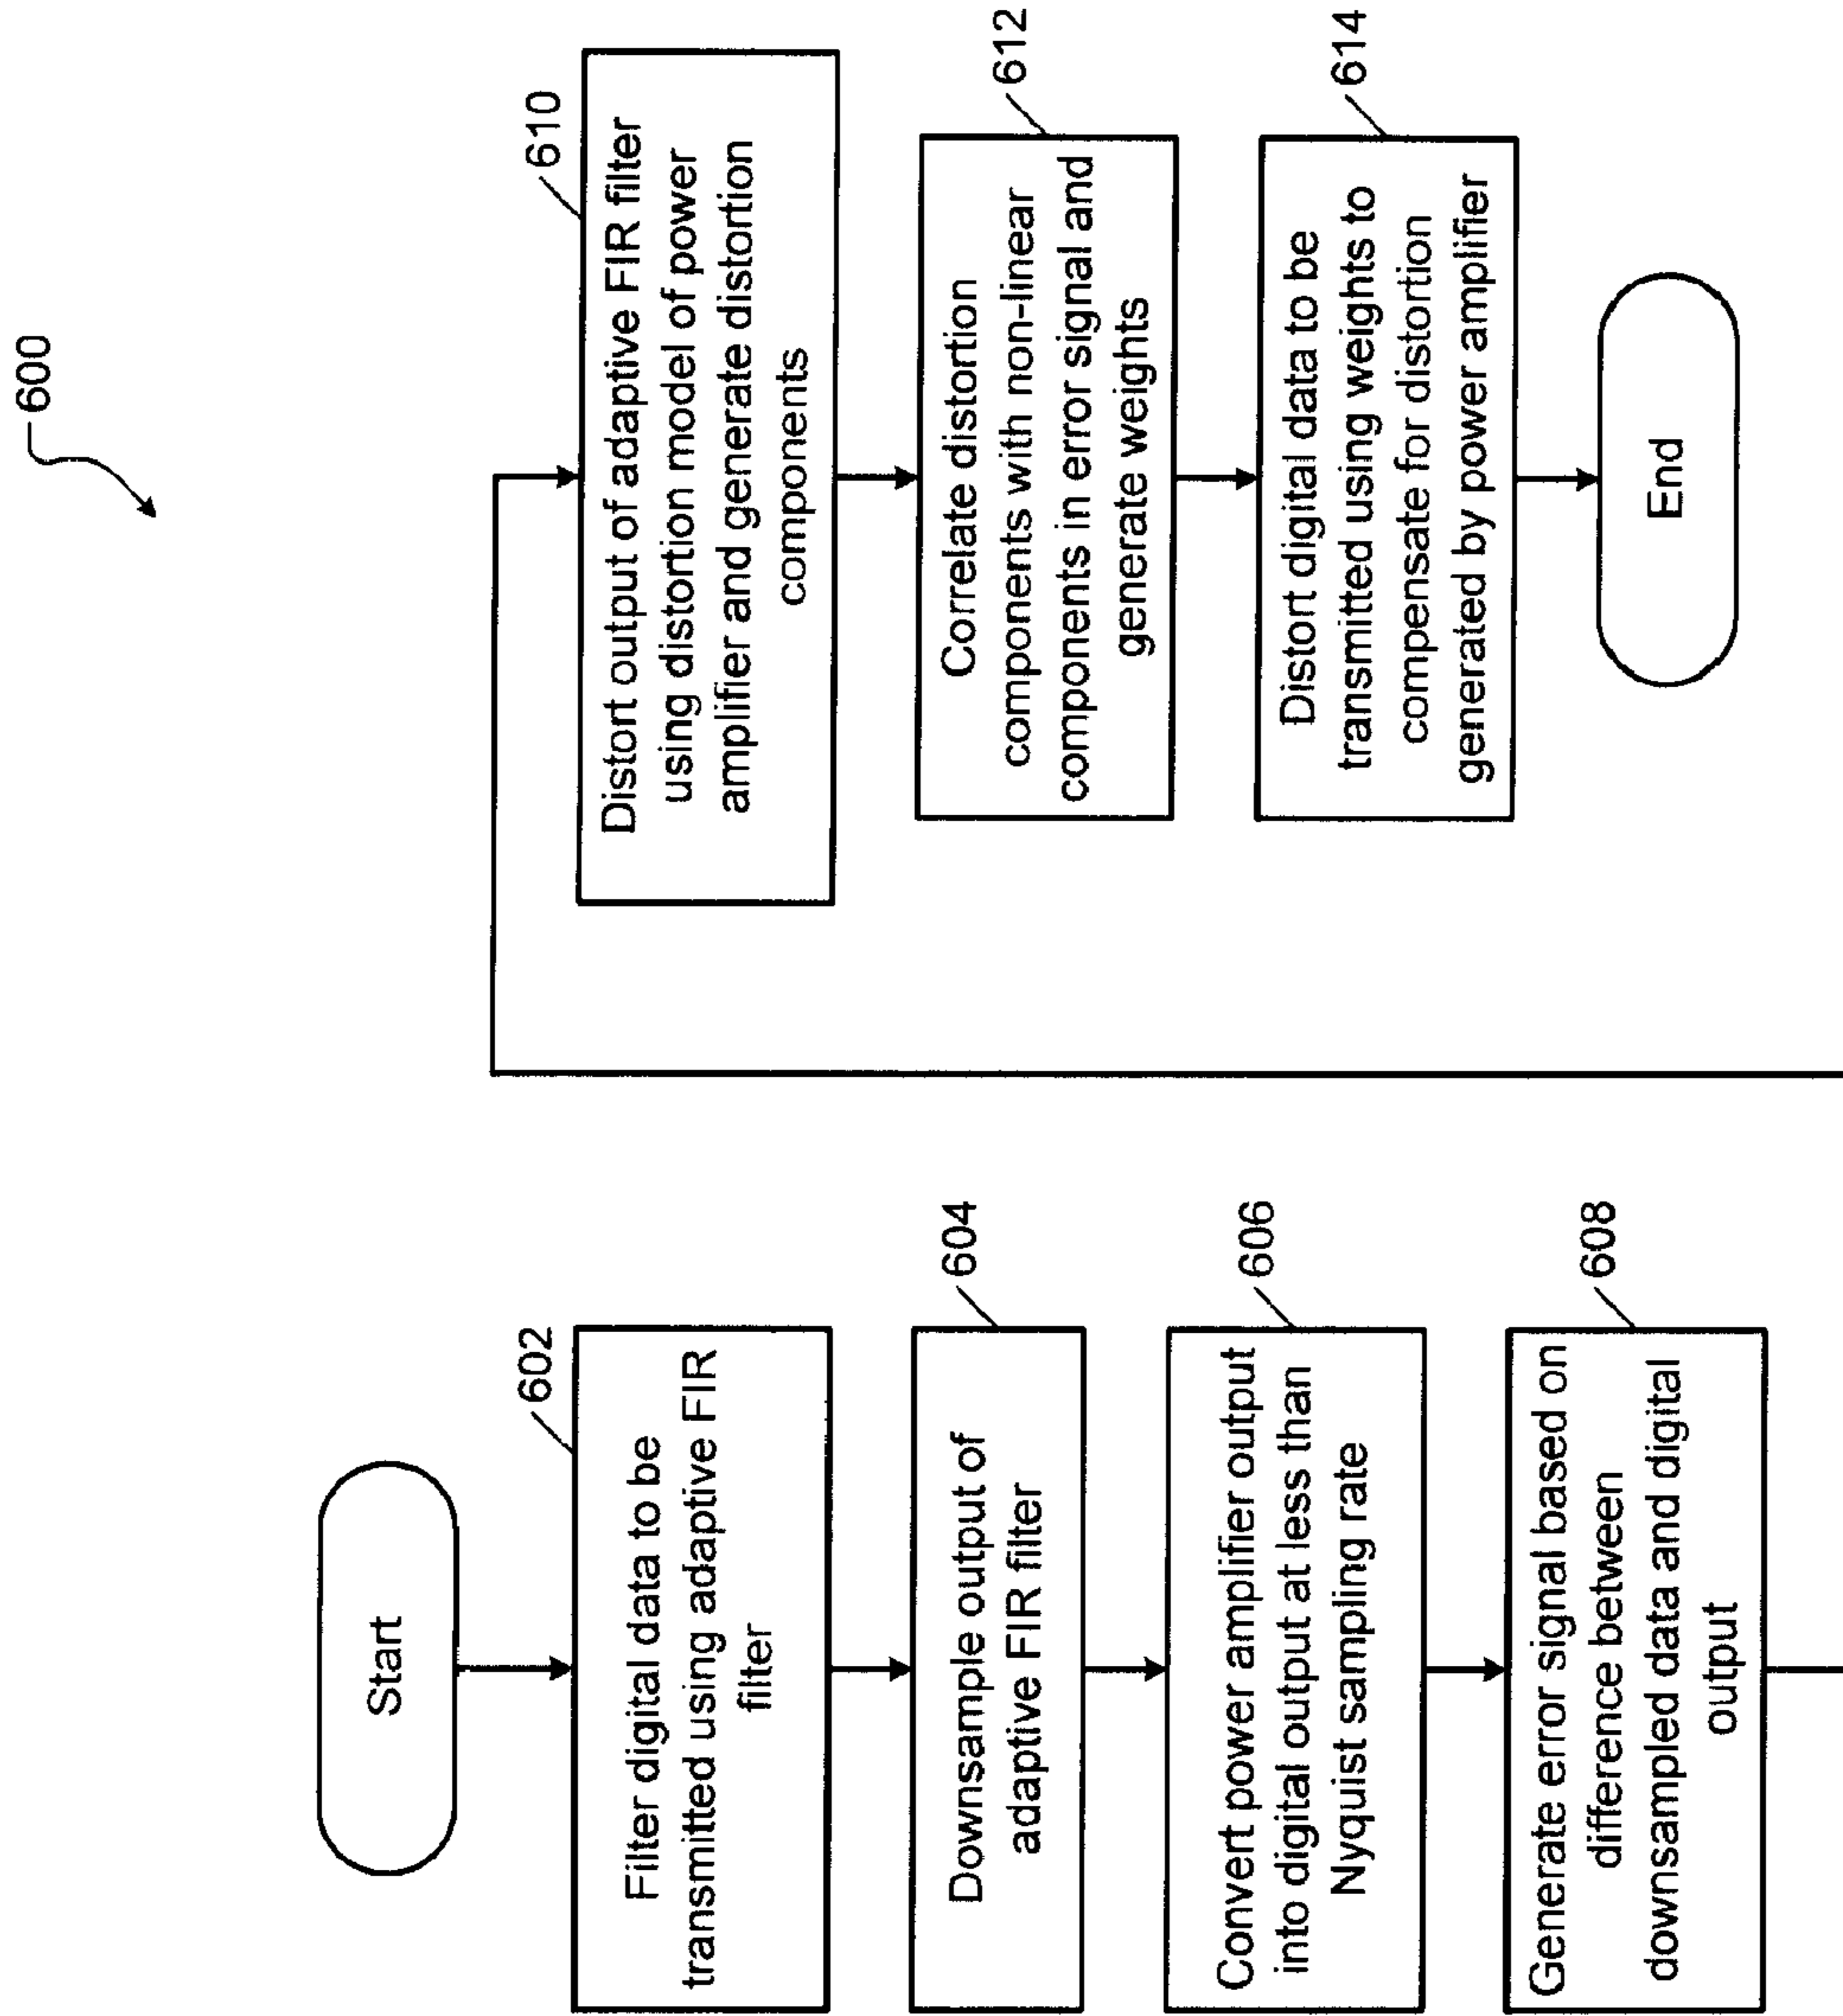 600
Start
602
Filter digital data to be
transmitted using adaptive FIR
filter
604
Downsample output of
adaptive FIR filter
606
Convert power amplifier output
into digital output at less than
Nyquist sampling rate
608
Generate error signal based on
difference between
downsampled data and digital
output
610
Distort output of adaptive FIR filter
using distortion model of power
amplifier and generate distortion
components
612
Correlate distortion
components with non-linear
components in error signal and
generate weights
614
Distort digital data to be
transmitted using weights to
compensate for distortion
generated by power amplifier
End